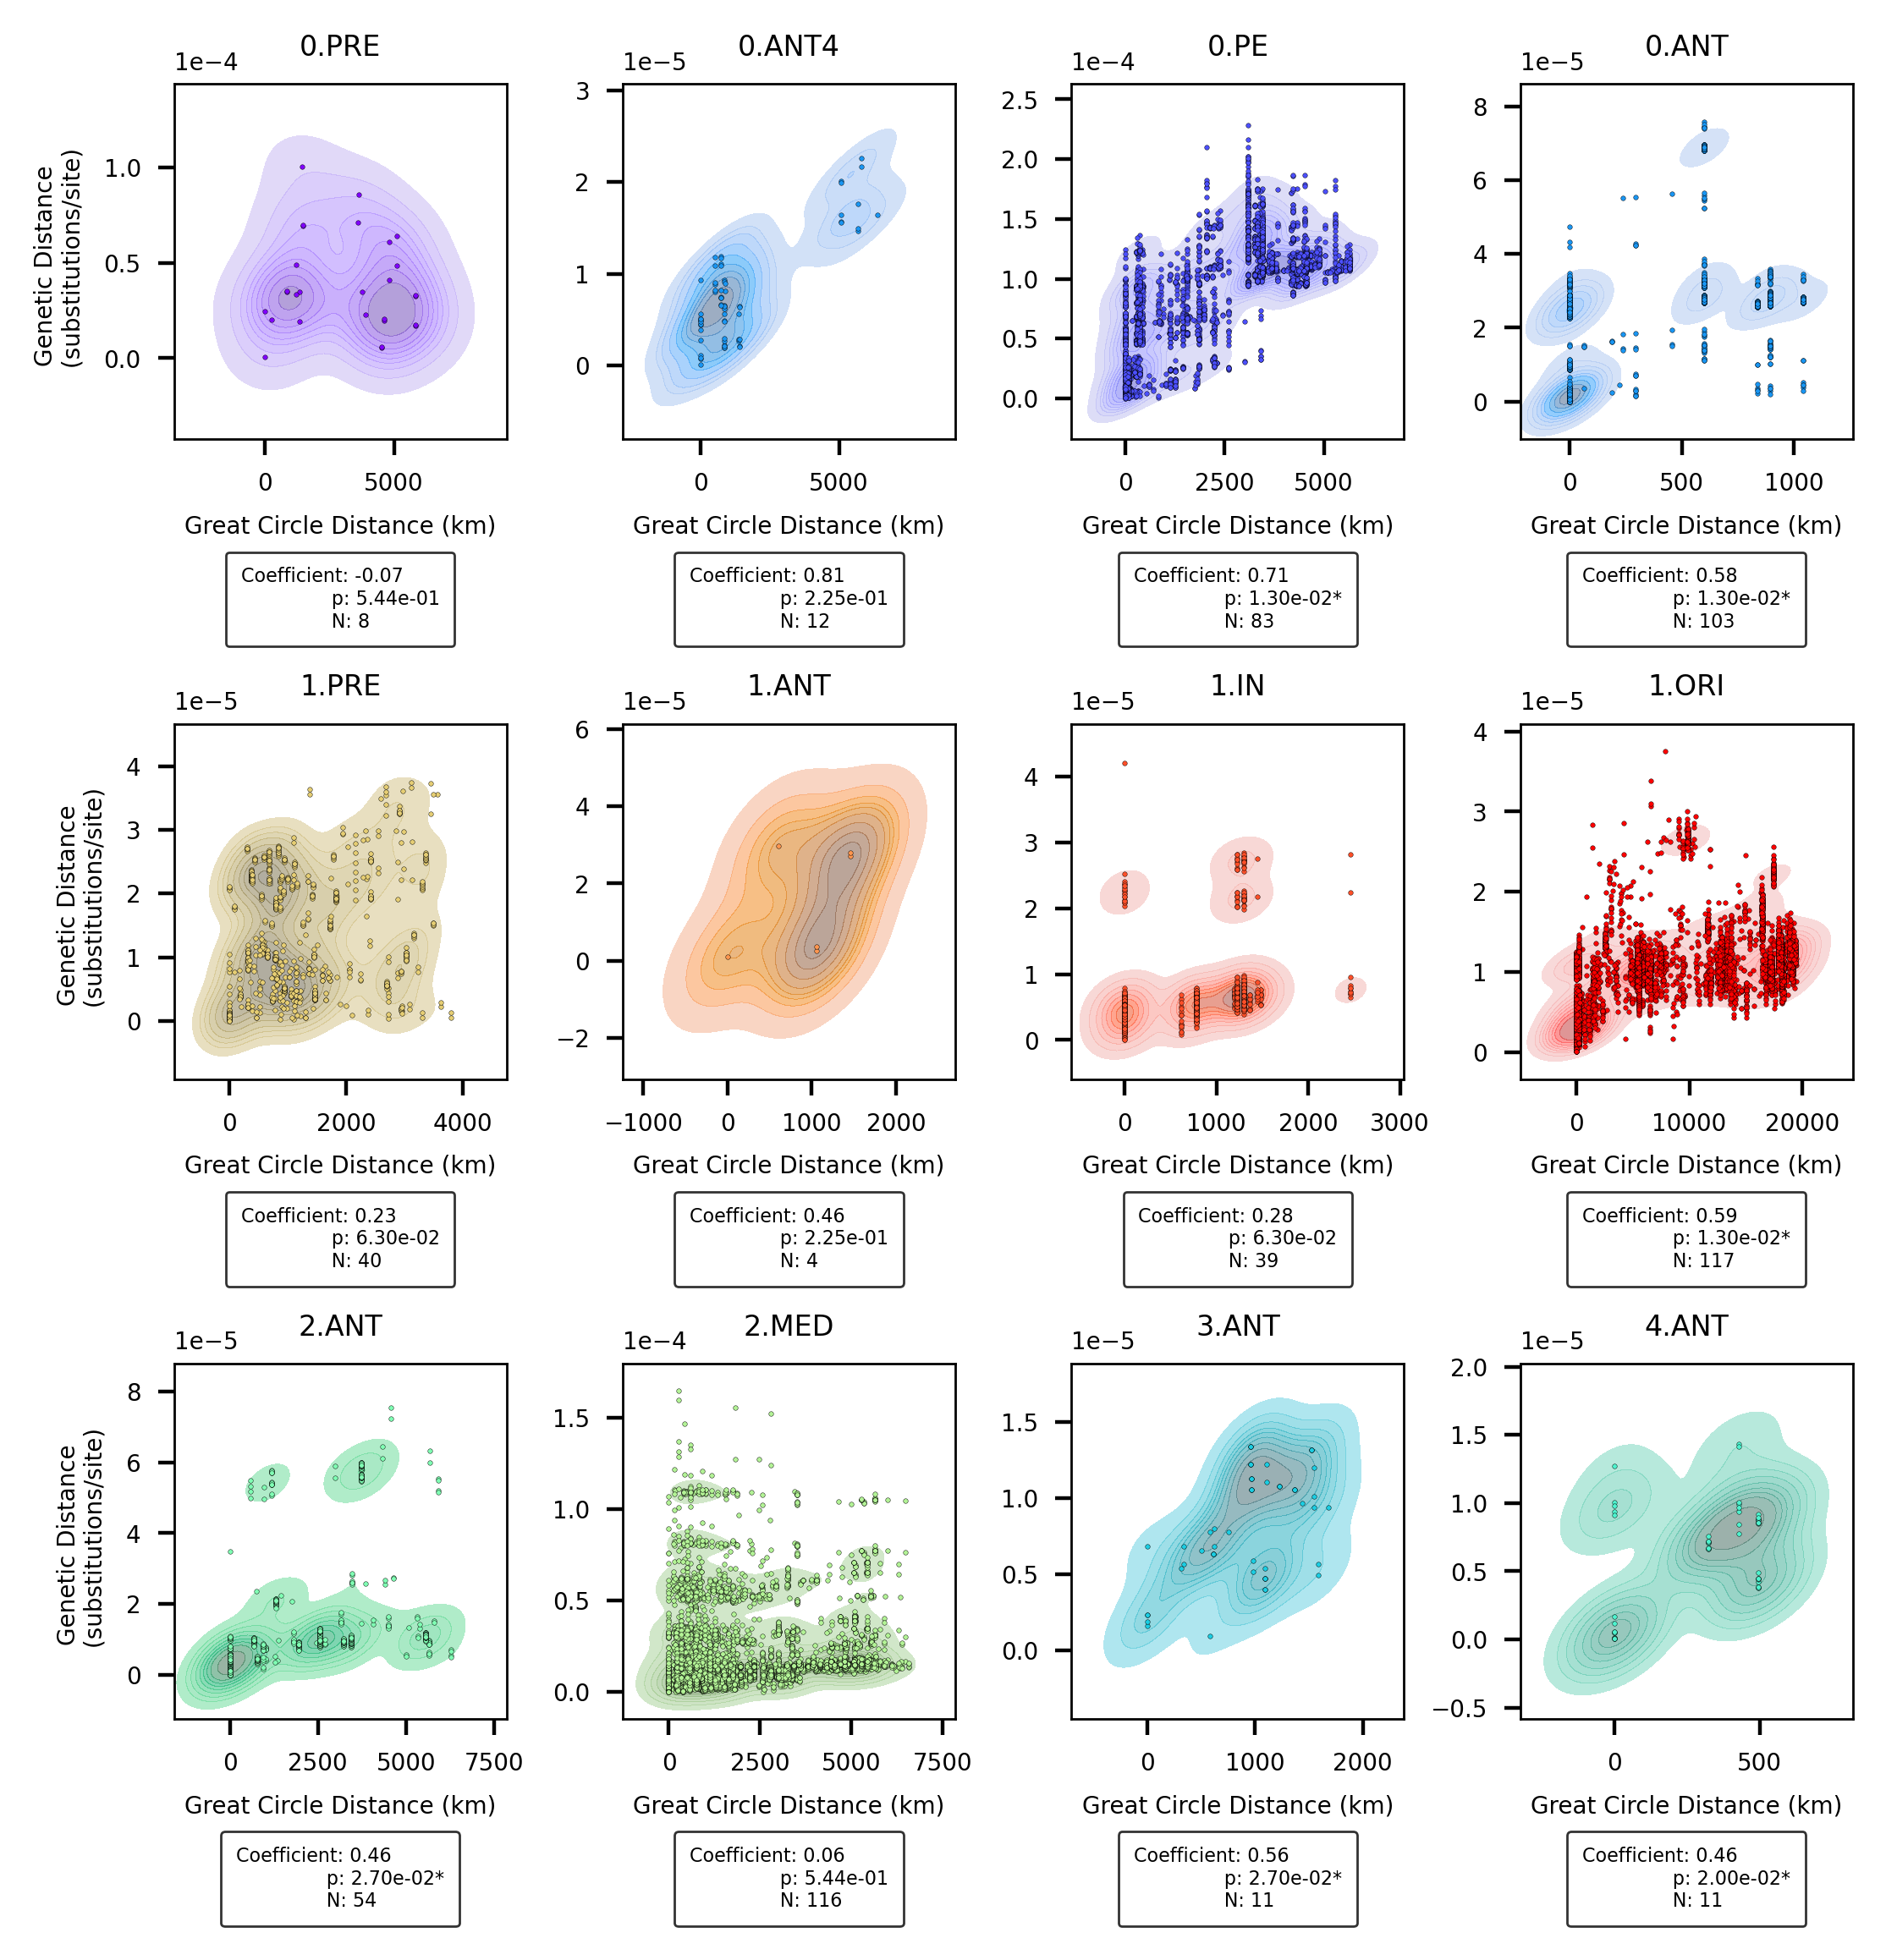 0.PRE
0.ANT4
0.PE
0.ANT
1e−4
1e−5
1e−4
1e−5
Genetic Distance
(substitutions/site)
1.0
0.5
0.0
0
5000
Great Circle Distance (km)
3
2
1
0
0
5000
Great Circle Distance (km)
2.5
2.0
1.5
1.0
0.5
0.0
0
2500
5000
Great Circle Distance (km)
8
6
4
2
0
0
500
1000
Great Circle Distance (km)
Coefficient: -0.07
p: 5.44e-01
N: 8
Coefficient: 0.81
p: 2.25e-01
N: 12
Coefficient: 0.71
p: 1.30e-02*
N: 83
Coefficient: 0.58
p: 1.30e-02*
N: 103
1.PRE
1.ANT
1.IN
1.ORI
1e−5
1e−5
1e−5
1e−5
Genetic Distance
(substitutions/site)
4
3
2
1
0
0
2000
4000
Great Circle Distance (km)
6
4
2
0
−2
−1000
0
1000
2000
Great Circle Distance (km)
4
3
2
1
0
0
1000
2000
3000
Great Circle Distance (km)
4
3
2
1
0
0
10000
20000
Great Circle Distance (km)
Coefficient: 0.23
p: 6.30e-02
N: 40
Coefficient: 0.46
p: 2.25e-01
N: 4
Coefficient: 0.28
p: 6.30e-02
N: 39
Coefficient: 0.59
p: 1.30e-02*
N: 117
2.ANT
2.MED
3.ANT
4.ANT
1e−5
1e−4
1e−5
1e−5
Genetic Distance
(substitutions/site)
8
6
4
2
0
0
2500
5000
7500
Great Circle Distance (km)
1.5
1.0
0.5
0.0
0
2500
5000
7500
Great Circle Distance (km)
1.5
1.0
0.5
0.0
0
1000
2000
Great Circle Distance (km)
2.0
1.5
1.0
0.5
0.0
−0.5
0
500
Great Circle Distance (km)
Coefficient: 0.46
p: 2.70e-02*
N: 54
Coefficient: 0.06
p: 5.44e-01
N: 116
Coefficient: 0.56
p: 2.70e-02*
N: 11
Coefficient: 0.46
p: 2.00e-02*
N: 11